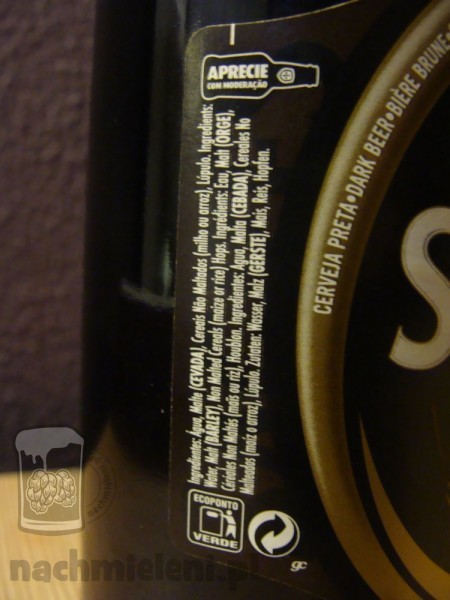 APRECIE
COM MODERAÇÃO
Ingredientes: Água, Malte (CEVADA), Cereais Não Maltados (milho ou arroz), Lúpulo. Ingredients:
Water, Malt (BARLEY), Non Malted Cereals (maize or rice) Hops. Ingrédients: Eau, Malt (ORGE),
Céréales Non Maltés (maïs ou riz), Houblon. Ingredientes: Agua, Malta (CEBADA), Cereales No
Malteados (maíz o arroz), Lúpulo. Zutaten: Wasser, Malz (GERSTE), Mais, Reis, Hopfen.
ECOPONTO
VERDE
gc
CERVEJA PRETA•DARK BEER•BIÈRE BRUNE•
S
nachmieleni.pl